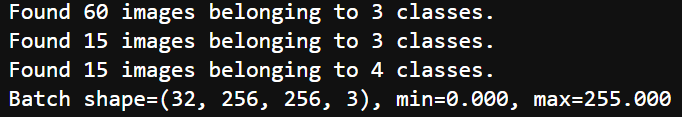 Found 60 images belonging to 3 classes.
Found 15 images belonging to 3 classes.
Found 15 images belonging to 4 classes.
Batch shape=(32, 256, 256, 3), min=0.000, max=255.000